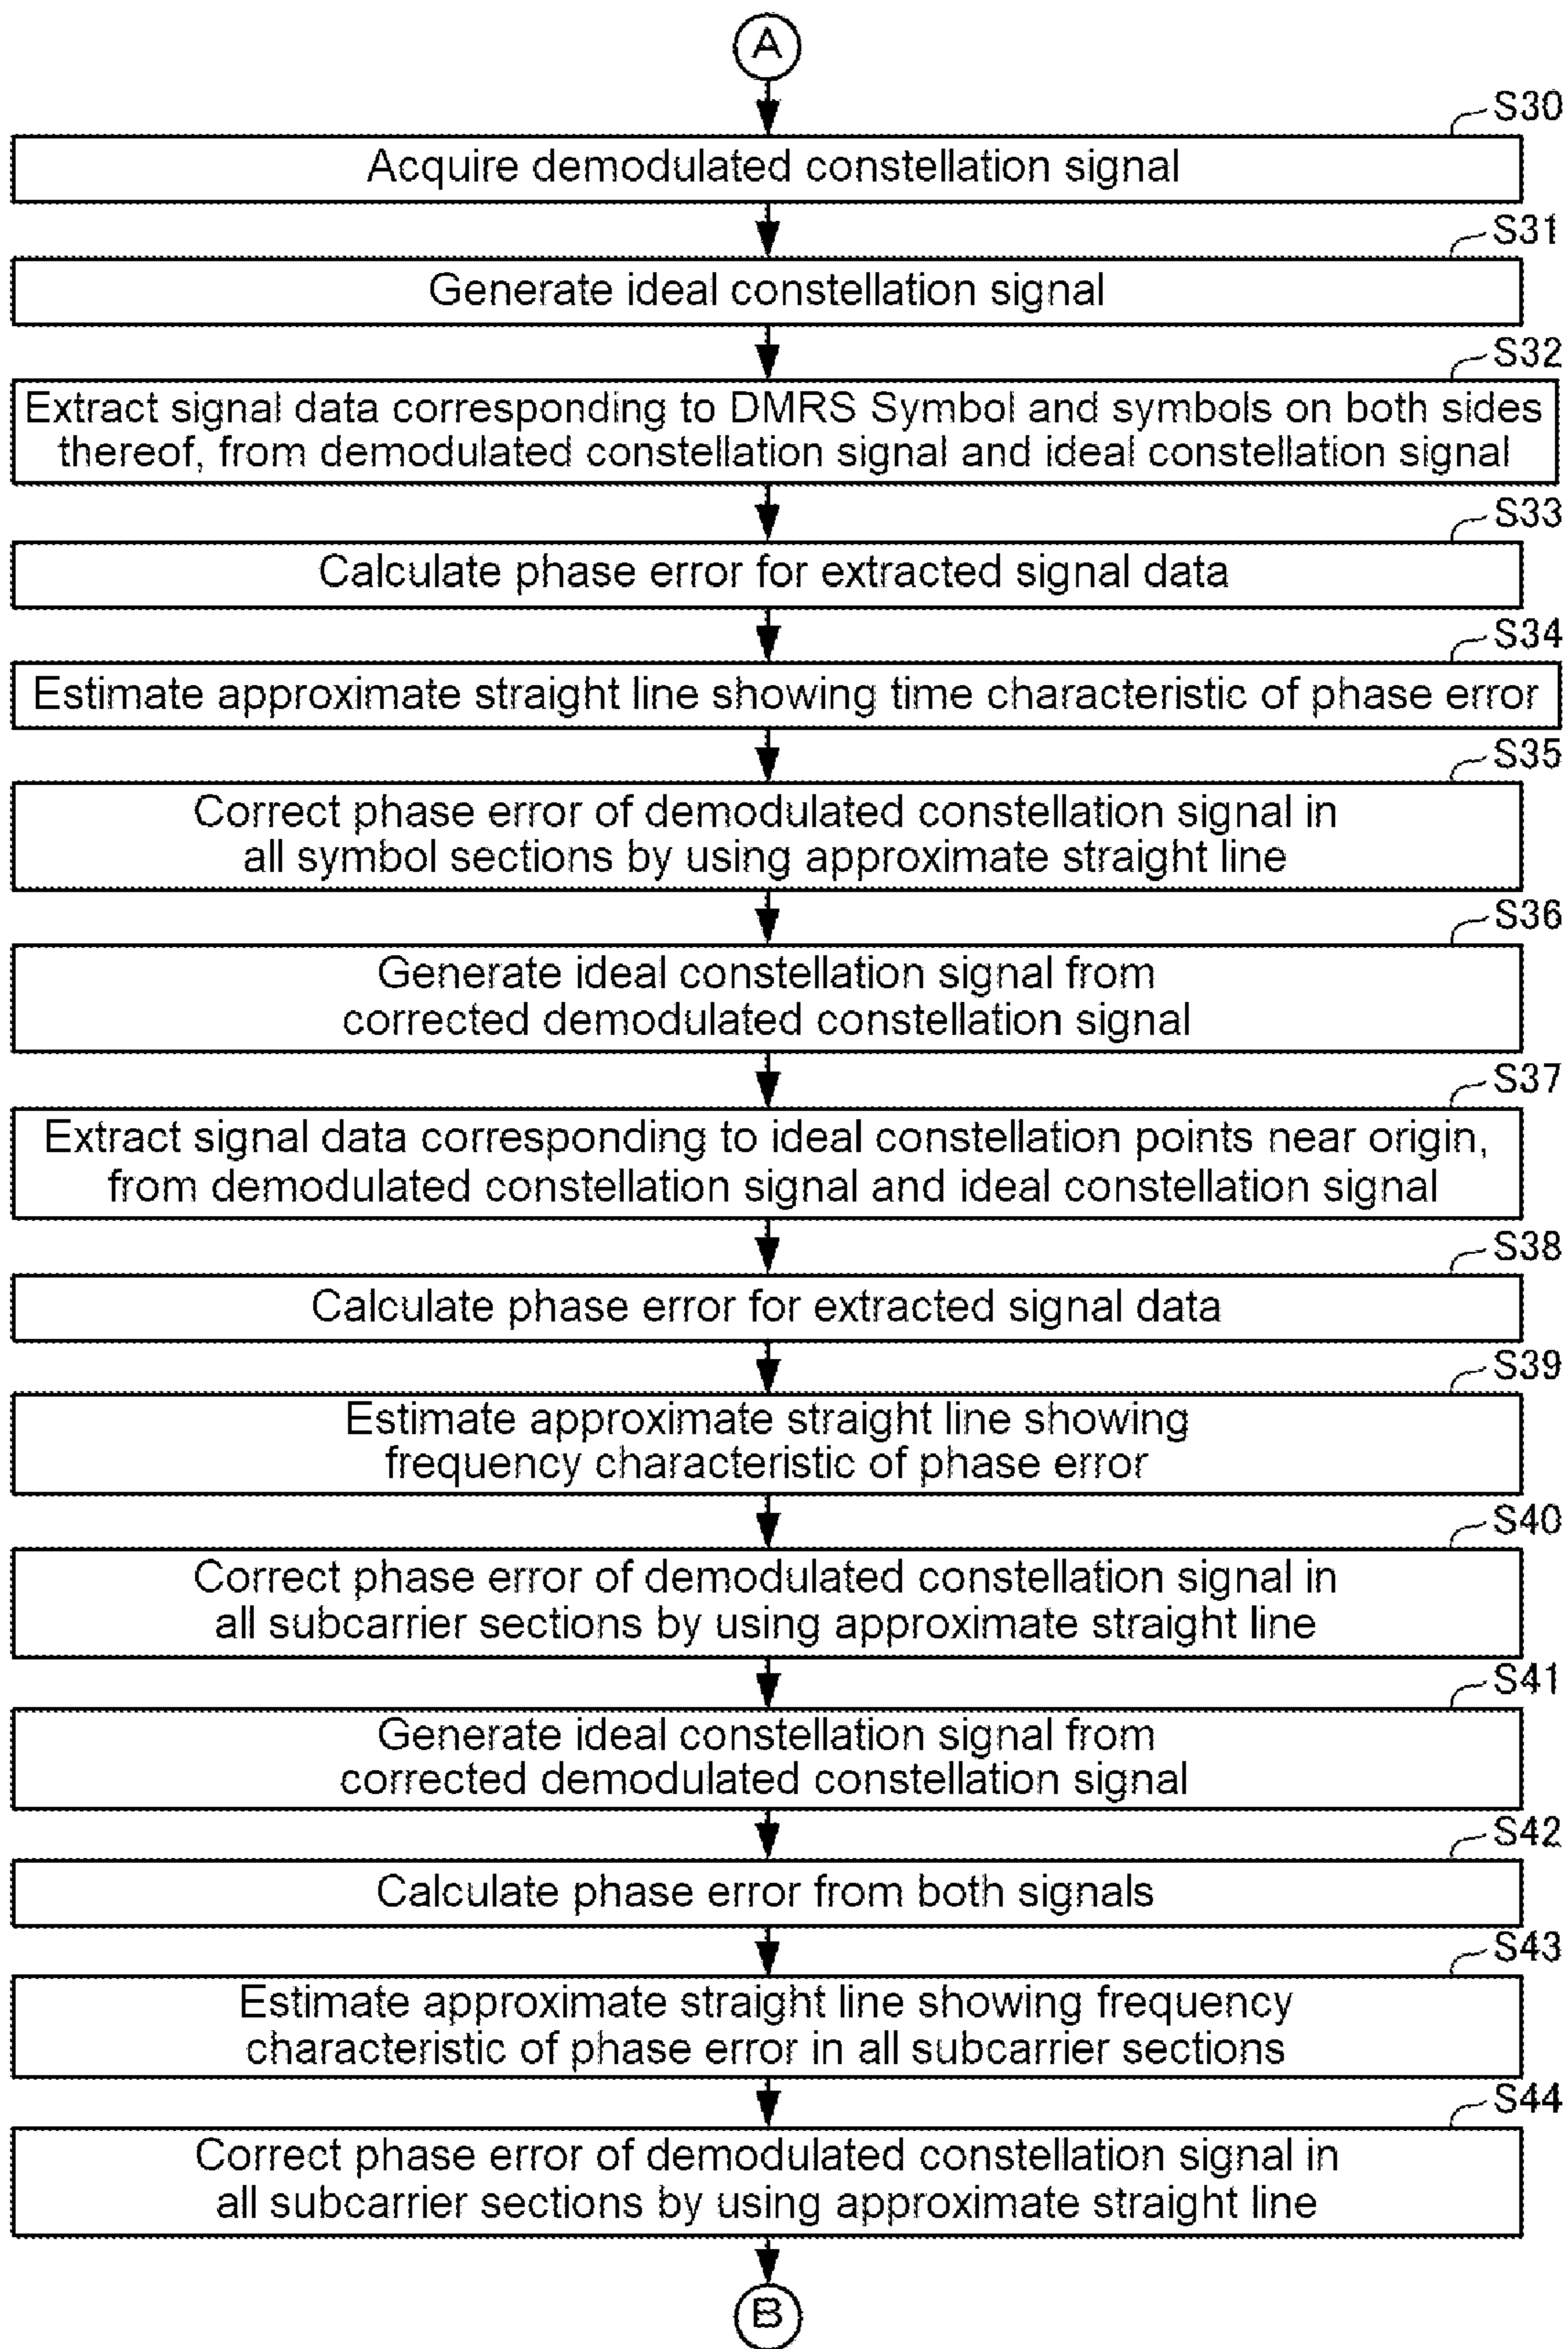 A
S30
Acquire demodulated constellation signal
S31
Generate ideal constellation signal
S32
Extract signal data corresponding to DMRS Symbol and symbols on both sides
thereof, from demodulated constellation signal and ideal constellation signal
S33
Calculate phase error for extracted signal data
S34
Estimate approximate straight line showing time characteristic of phase error
S35
Correct phase error of demodulated constellation signal in
all symbol sections by using approximate straight line
S36
Generate ideal constellation signal from
corrected demodulated constellation signal
S37
Extract signal data corresponding to ideal constellation points near origin,
from demodulated constellation signal and ideal constellation signal
S38
Calculate phase error for extracted signal data
S39
Estimate approximate straight line showing
frequency characteristic of phase error
S40
Correct phase error of demodulated constellation signal in
all subcarrier sections by using approximate straight line
S41
Generate ideal constellation signal from
corrected demodulated constellation signal
S42
Calculate phase error from both signals
S43
Estimate approximate straight line showing frequency
characteristic of phase error in all subcarrier sections
S44
Correct phase error of demodulated constellation signal in
all subcarrier sections by using approximate straight line
B